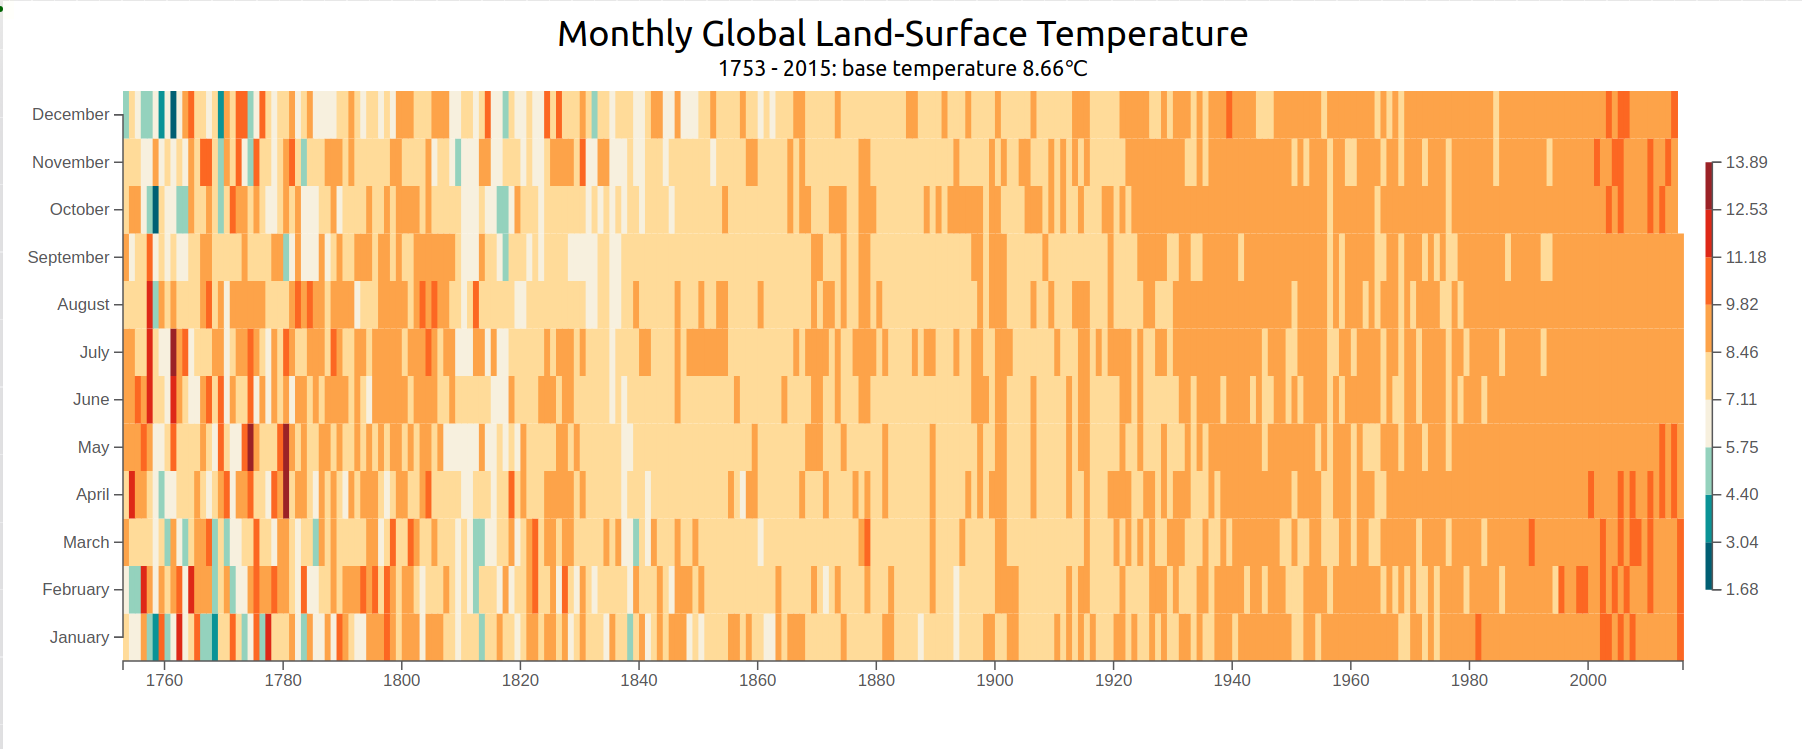 Monthly Global Land-Surface Temperature
1753 - 2015: base temperature 8.66℃
December
November
October
September
August
July
June
May
April
March
February
January
1760 1780 1800 1820 1840 1860 1880 1900 1920 1940 1960 1980 2000
13.89
12.53
11.18
9.82
8.46
7.11
5.75
4.40
3.04
1.68